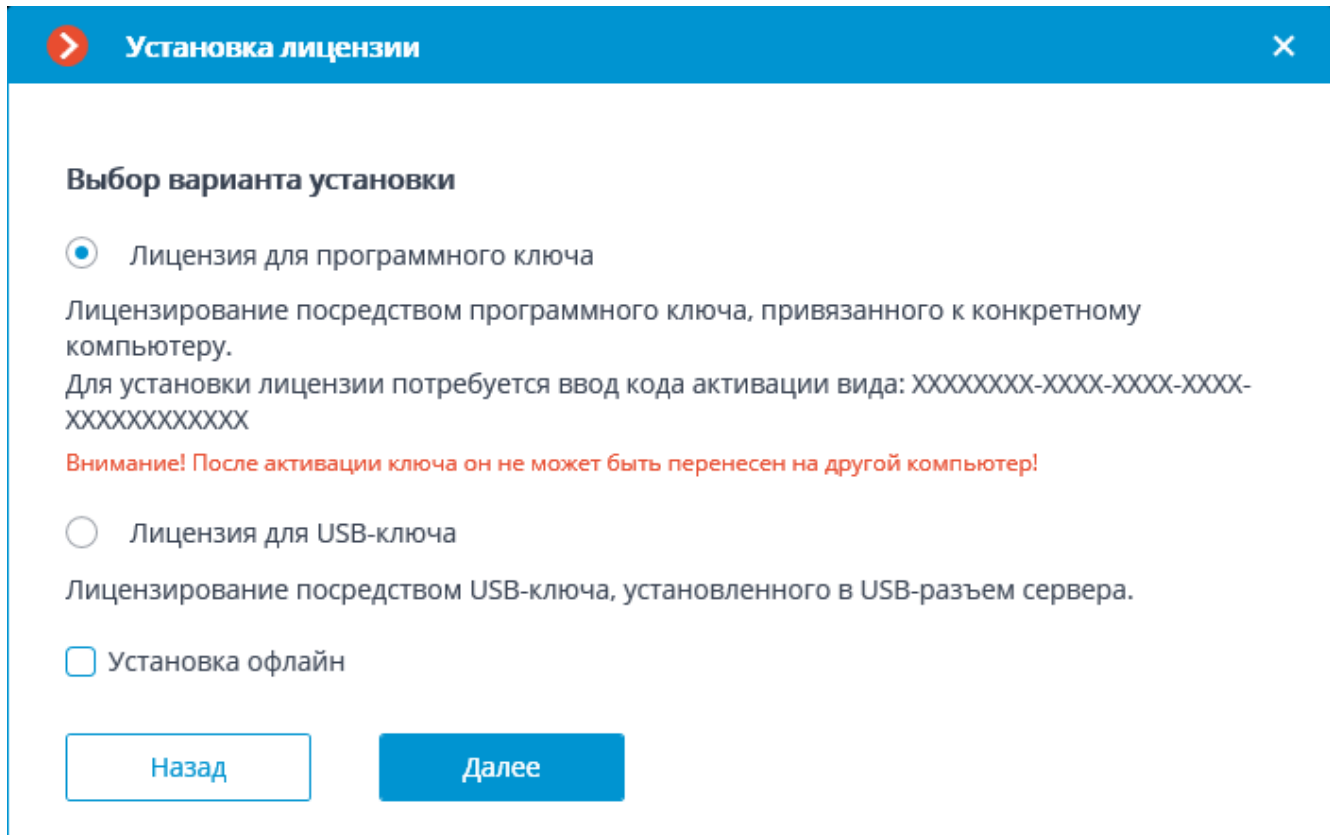 Установка лицензии
Выбор варианта установки
Лицензия для программного ключа
Лицензирование посредством программного ключа, привязанного к конкретному
компьютеру.
Для установки лицензии потребуется ввод кода активации вида: XXXXXXXX-XXXX-XXXX-XXXX-
XXXXXXXXXXXX
Внимание! После активации ключа он не может быть перенесен на другой компьютер!
Лицензия для USB-ключа
Лицензирование посредством USB-ключа, установленного в USB-разъем сервера.
Установка офлайн
Назад
Далее